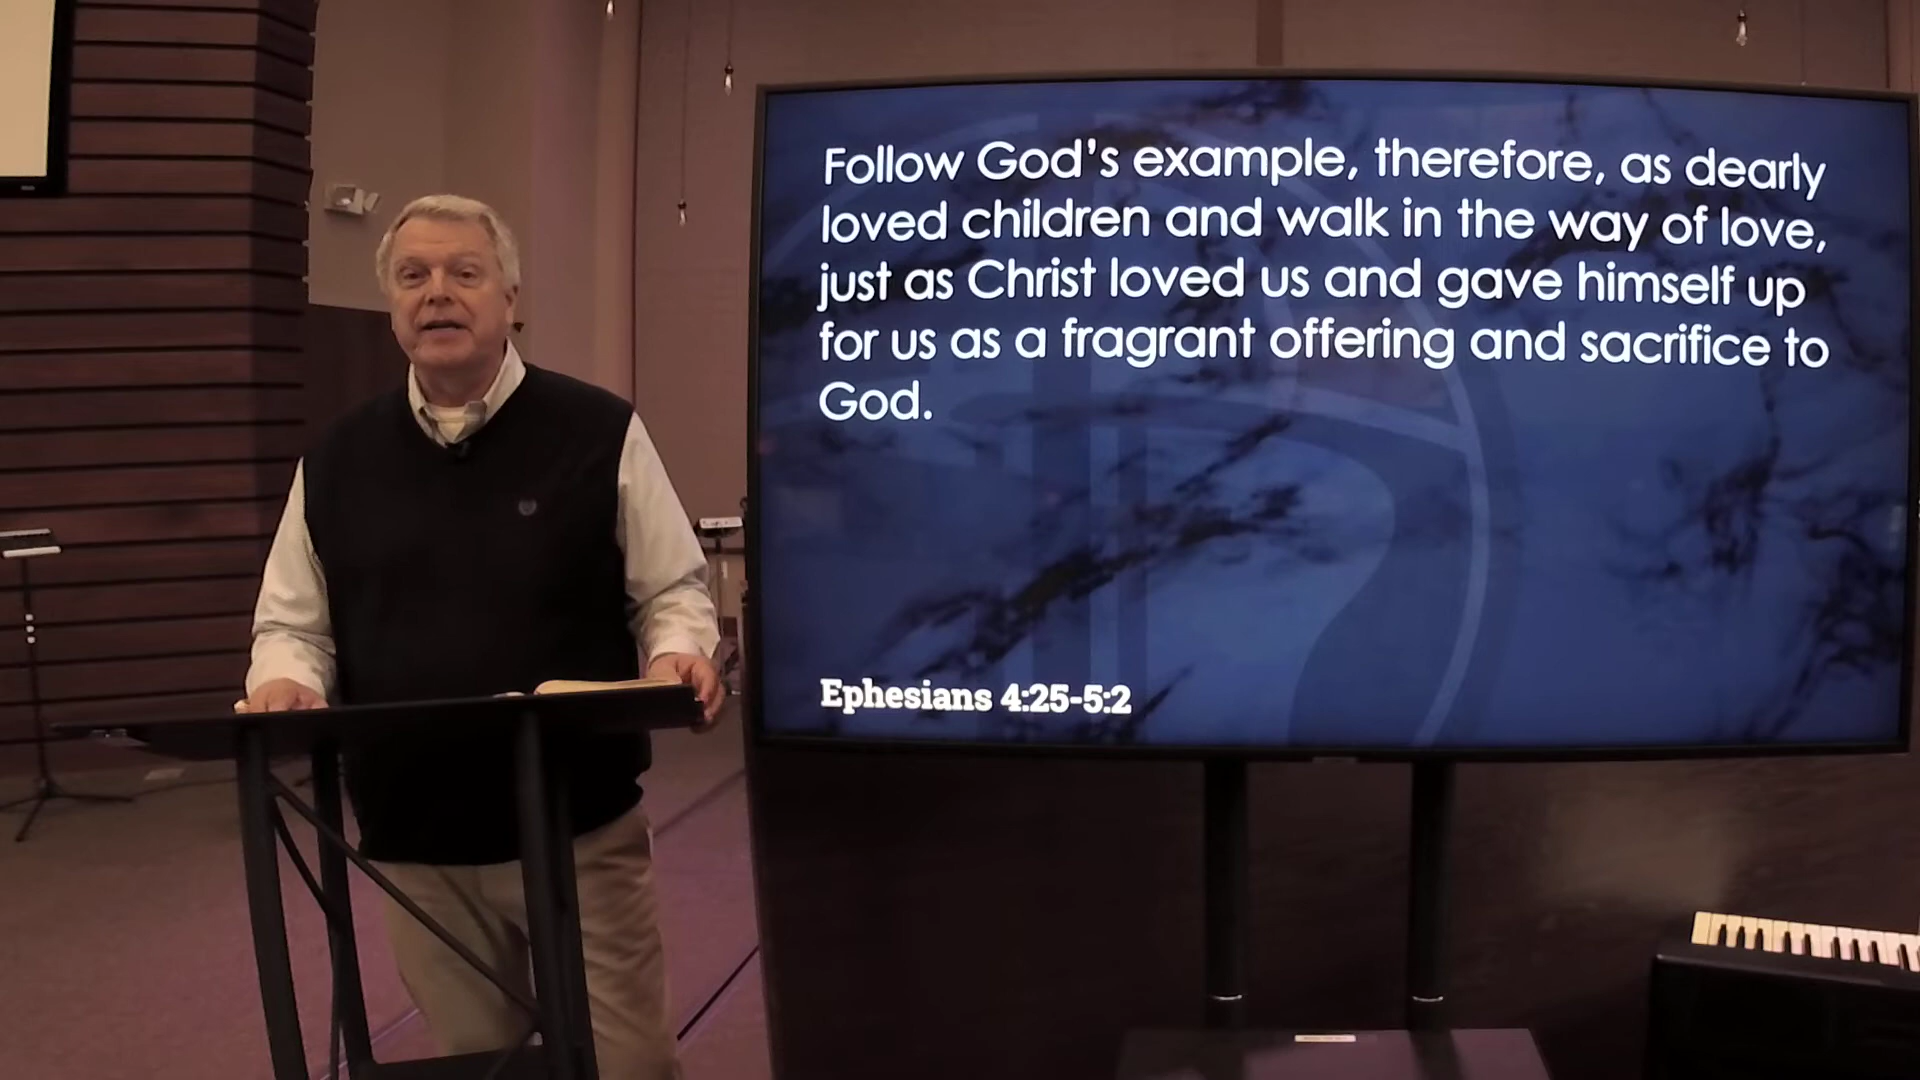 Follow God's example, therefore, as dearly
loved children and walk in the way of love,
just as Christ loved us and gave himself up
for us as a fragrant offering and sacrifice to
God.
Ephesians 4:25-5:2